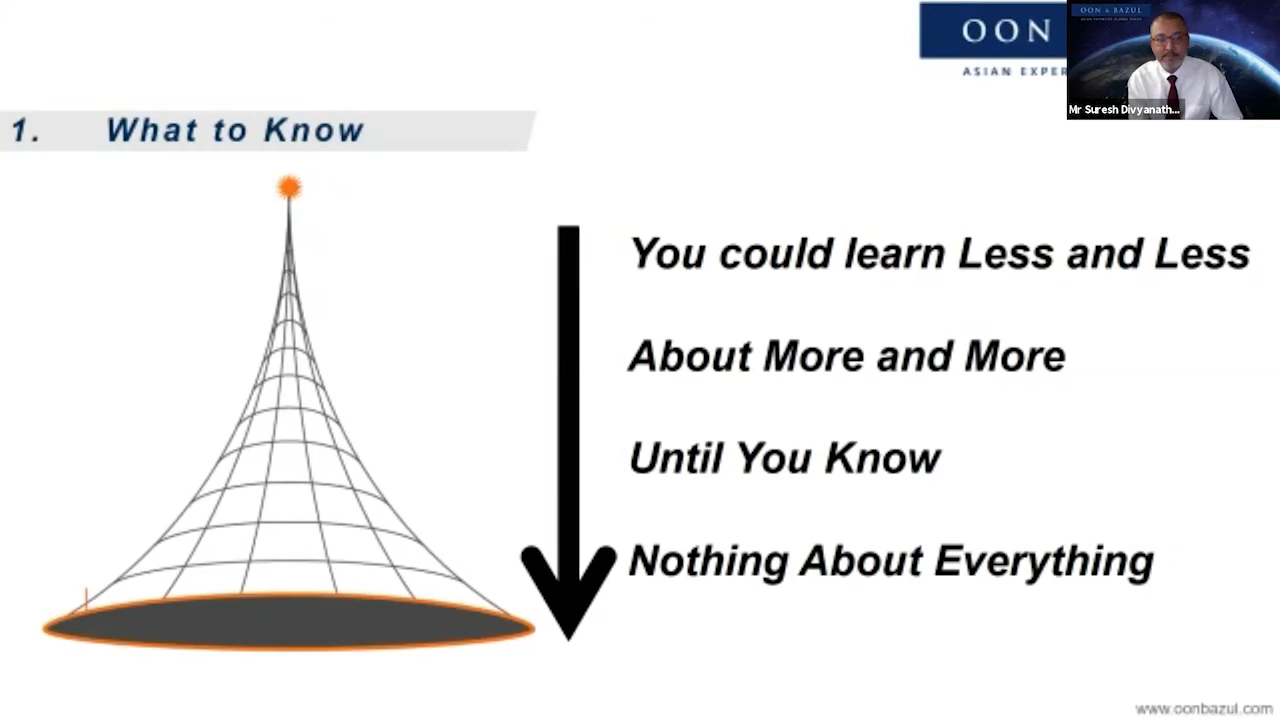 OON
ASIAN EXPER
OON & BAZUL
Mr Suresh Divyanath...
1. What to Know
You could learn Less and Less
About More and More
Until You Know
Nothing About Everything
www.oonbazul.com